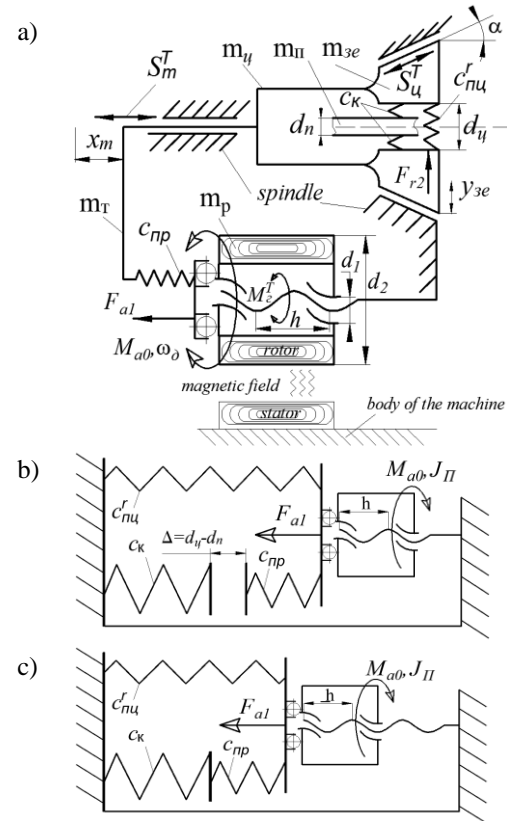 a)
α
S_m^T
m_ц
m_П
m_зе
S_ц^T
c_пц^r
c_к
d_n
d_ц
x_m
F_r2
y_зе
spindle
m_T
m_p
c_пр
d_1
d_2
M_г^T
h
F_a1
M_a0, ω_∂
rotor
magnetic field
stator
body of the machine
b)
M_a0, J_П
h
c_пц^r
F_a1
Δ=d_ц-d_n
c_к
c_пр
c)
M_a0, J_П
h
c_пц^r
F_a1
c_к
c_пр